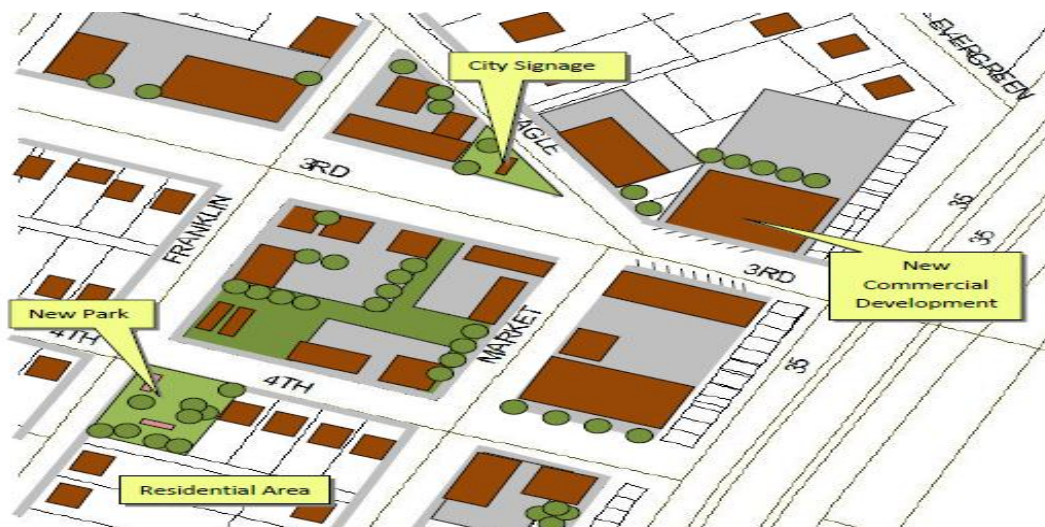 EVERGREEN
City Signage
EAGLE
3RD
35
35
FRANKLIN
3RD
New
Commercial
Development
New Park
MARKET
4TH
35
4TH
Residential Area